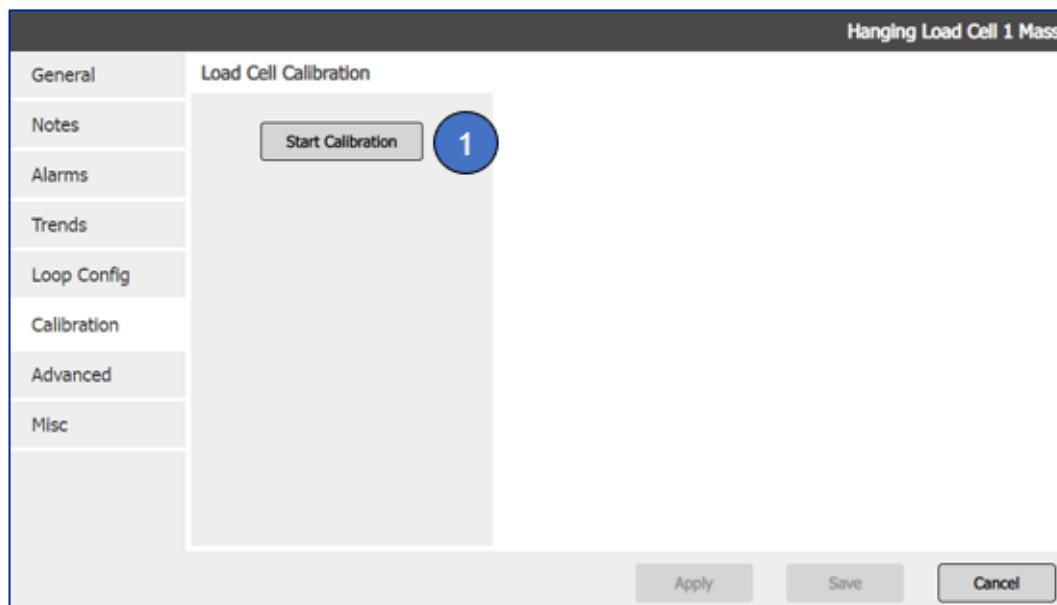 Hanging Load Cell 1 Mass
General
Notes
Alarms
Trends
Loop Config
Calibration
Advanced
Misc
Load Cell Calibration
Start Calibration
1
Apply
Save
Cancel